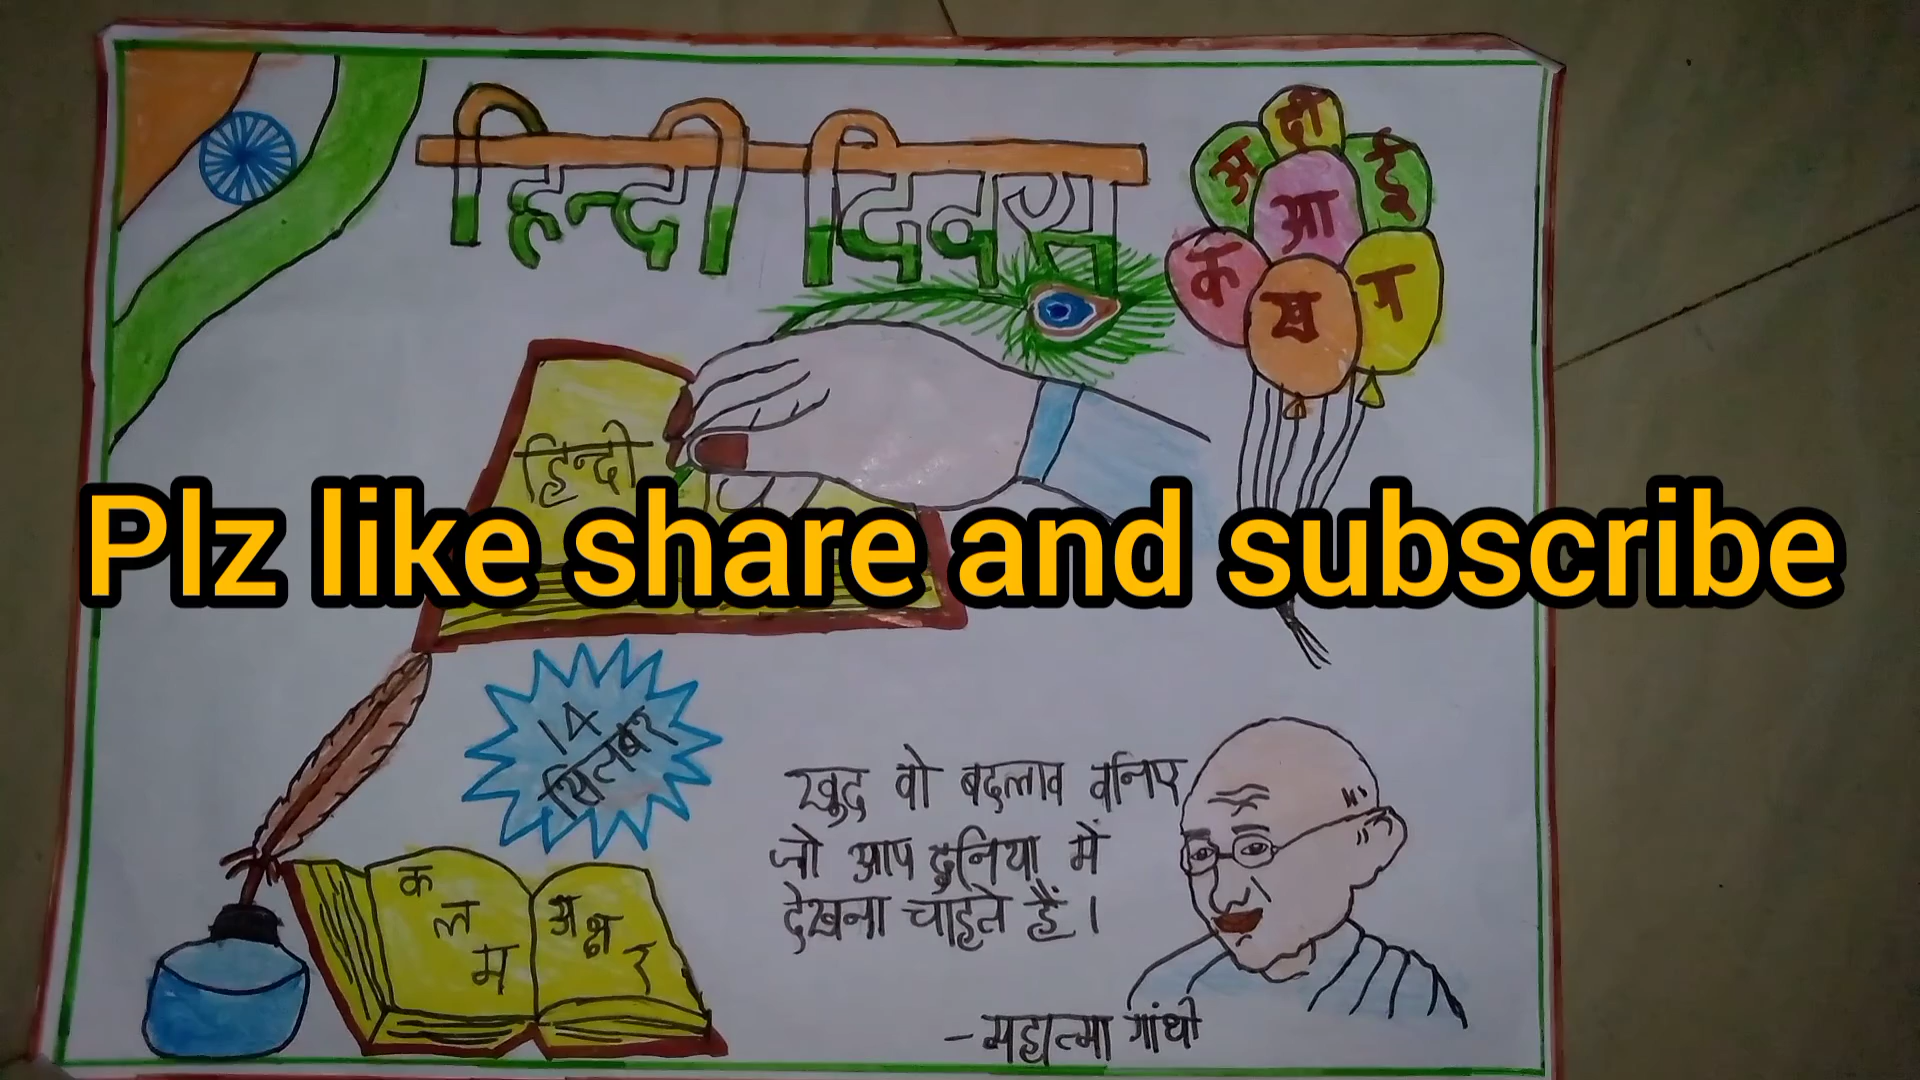 हिन्दी दिवस
दी
अ
ई
आ
क
ख
ग
हिन्दी
Plz like share and subscribe
14
सितंबर
खुद वो बदलाव बनिए
जो आप दुनिया में
देखना चाहते हैं।
- महात्मा गांधी
क
ल
म
अ
क्ष
र